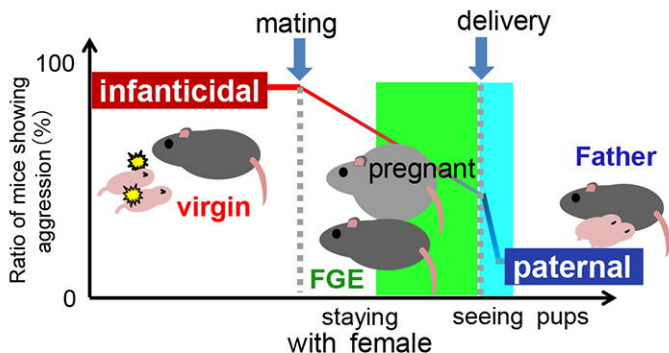 mating
delivery
100
infanticidal
Ratio of mice showing
aggression (%)
virgin
pregnant
Father
FGE
paternal
0
staying
with female
seeing pups